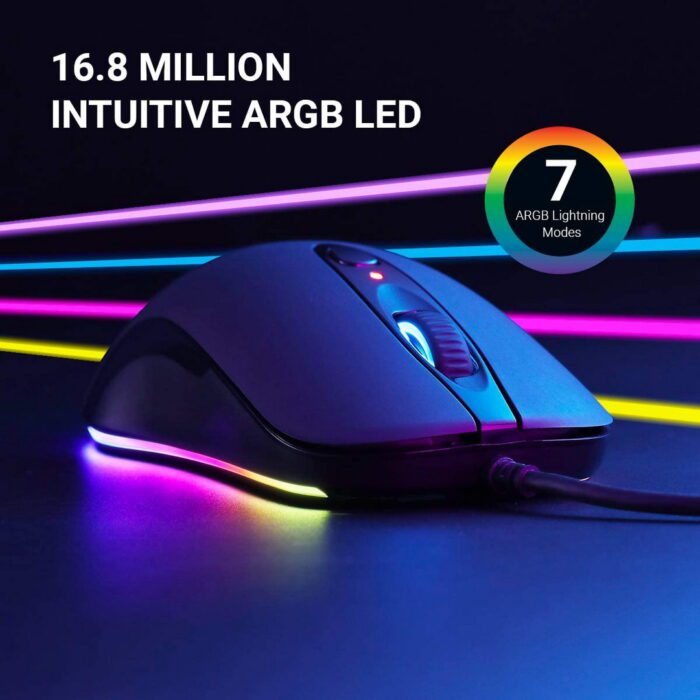 16.8 MILLION
INTUITIVE ARGB LED
7
ARGB Lightning
Modes